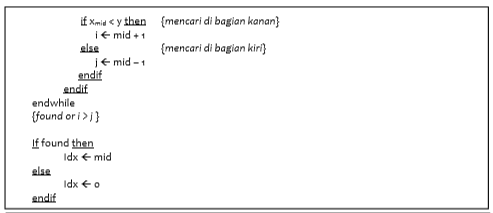 if xmid < y then {mencari di bagian kanan}
i ← mid + 1
else {mencari di bagian kiri}
j ← mid – 1
endif
endif
endwhile
{found or i > j }
If found then
Idx ← mid
else
Idx ← 0
endif